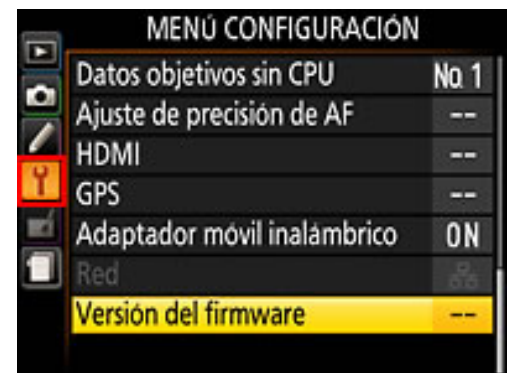 MENÚ CONFIGURACIÓN
Datos objetivos sin CPU No. 1
Ajuste de precisión de AF --
HDMI --
GPS --
Adaptador móvil inalámbrico ON
Red
Versión del firmware --